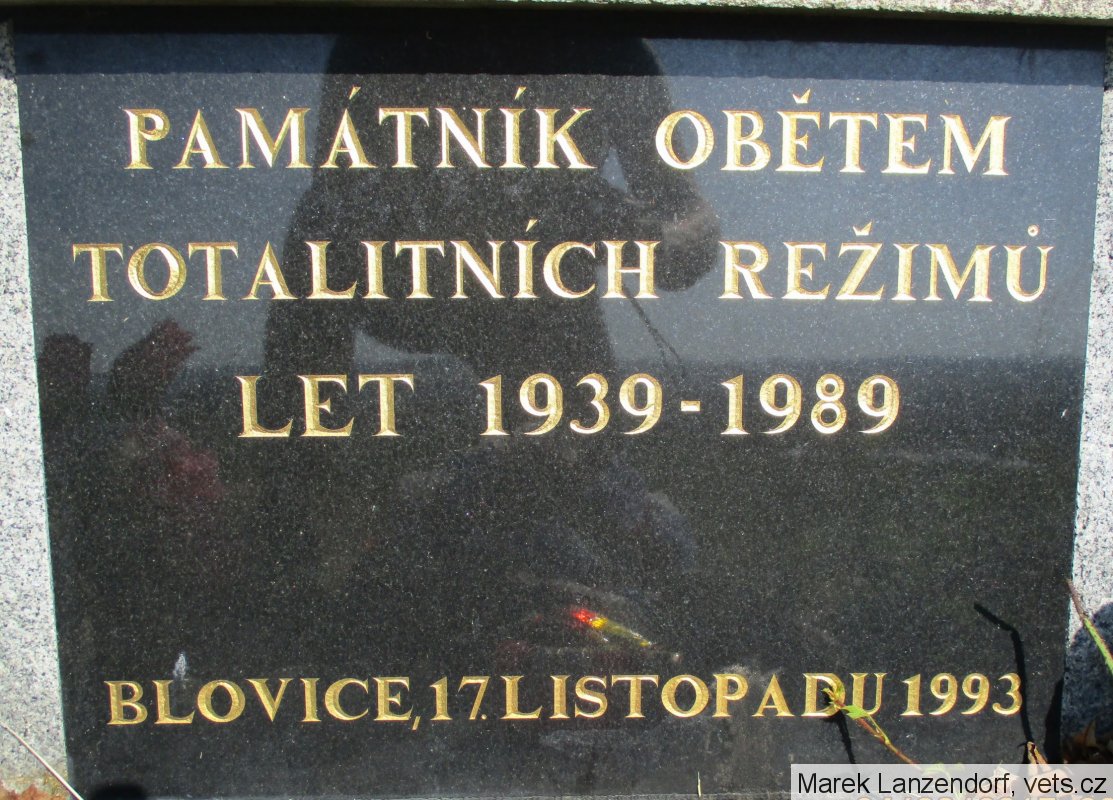 PAMÁTNÍK OBĚTEM
TOTALITNÍCH REŽIMŮ
LET 1939-1989
BLOVICE, 17. LISTOPADU 1993
Marek Lanzendorf, vets.cz